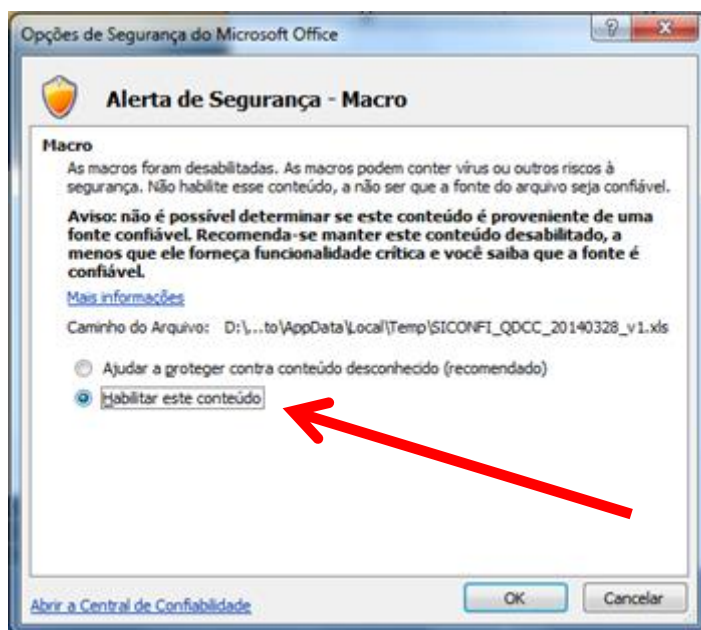 Opções de Segurança do Microsoft Office
Alerta de Segurança - Macro
Macro
As macros foram desabilitadas. As macros podem conter vírus ou outros riscos à
segurança. Não habilite esse conteúdo, a não ser que a fonte do arquivo seja confiável.
Aviso: não é possível determinar se este conteúdo é proveniente de uma
fonte confiável. Recomenda-se manter este conteúdo desabilitado, a
menos que ele forneça funcionalidade crítica e você saiba que a fonte é
confiável.
Mais informações
Caminho do Arquivo: D:\...to\AppData\Local\Temp\SICONFI_QDCC_20140328_v1.xls
Ajudar a proteger contra conteúdo desconhecido (recomendado)
Habilitar este conteúdo
Abrir a Central de Confiabilidade
OK
Cancelar